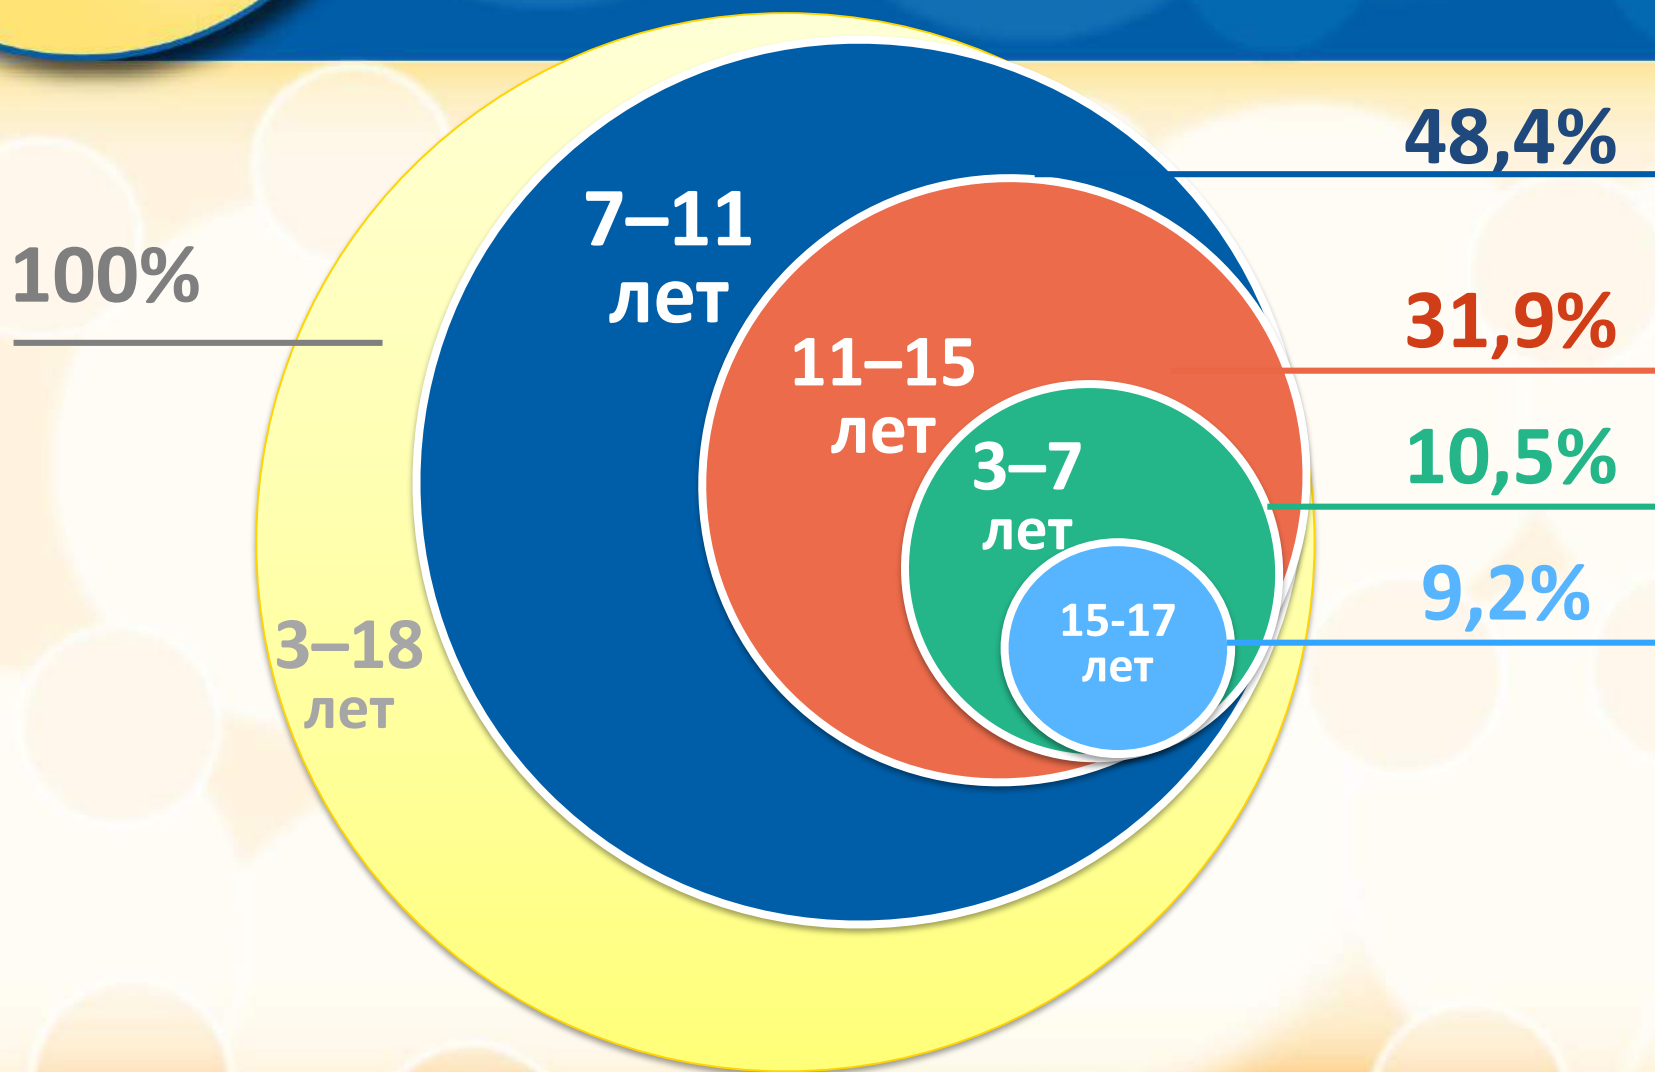 48,4%
7–11
лет
100%
31,9%
11–15
лет
10,5%
3–7
лет
9,2%
15-17
лет
3–18
лет